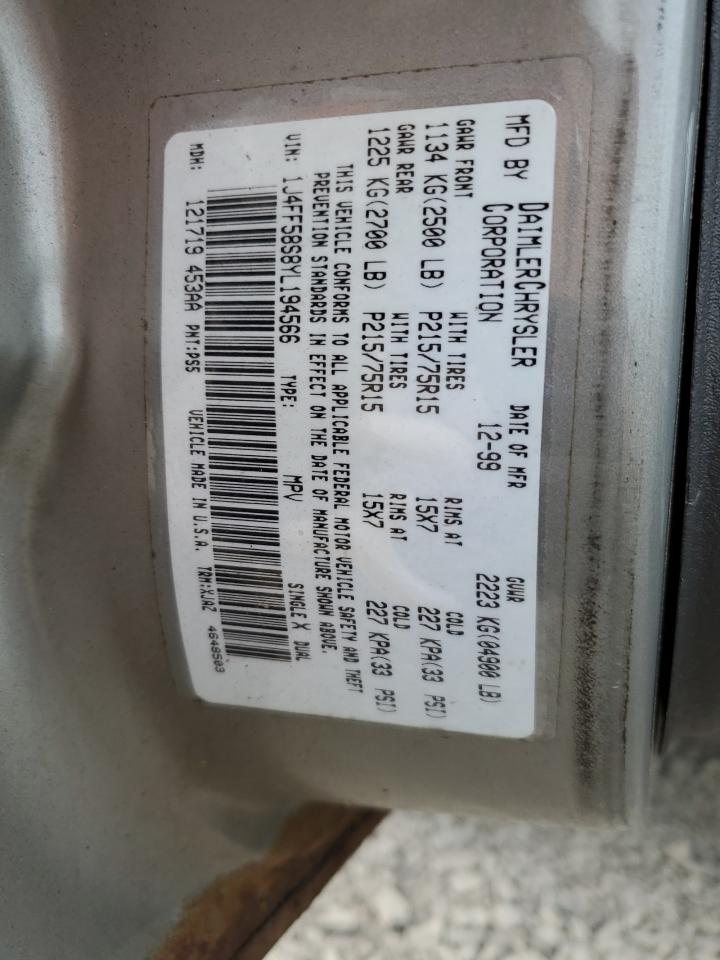 MFD BY DAIMLERCHRYSLER DATE OF MFR GVWR
CORPORATION 12-99 2223 KG(04900 LB)
GAWR FRONT WITH TIRES RIMS AT COLD
1134 KG(2500 LB) P215/75R15 15X7 227 KPA(33 PSI)
GAWR REAR WITH TIRES RIMS AT COLD
1225 KG(2700 LB) P215/75R15 15X7 227 KPA(33 PSI)
THIS VEHICLE CONFORMS TO ALL APPLICABLE FEDERAL MOTOR VEHICLE SAFETY AND THEFT
PREVENTION STANDARDS IN EFFECT ON THE DATE OF MANUFACTURE SHOWN ABOVE.
VIN: 1J4FF58S8YL194566 TYPE: MPV SINGLE X DUAL
MDH: 121719 453AA PNT:PS5 VEHICLE MADE IN U.S.A. TRM:XJAZ 4648503